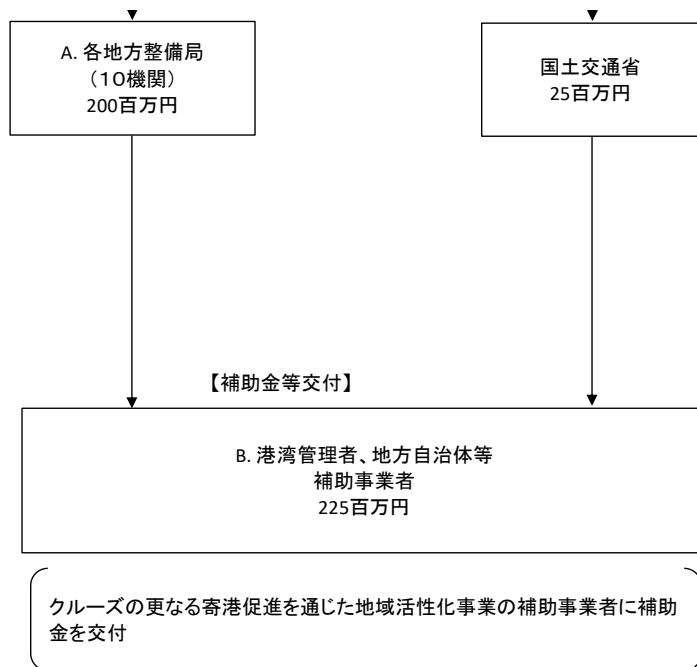 A. 各地方整備局
（１０機関）
200百万円
国土交通省
25百万円
【補助金等交付】
B. 港湾管理者、地方自治体等
補助事業者
225百万円
クルーズの更なる寄港促進を通じた地域活性化事業の補助事業者に補助
金を交付